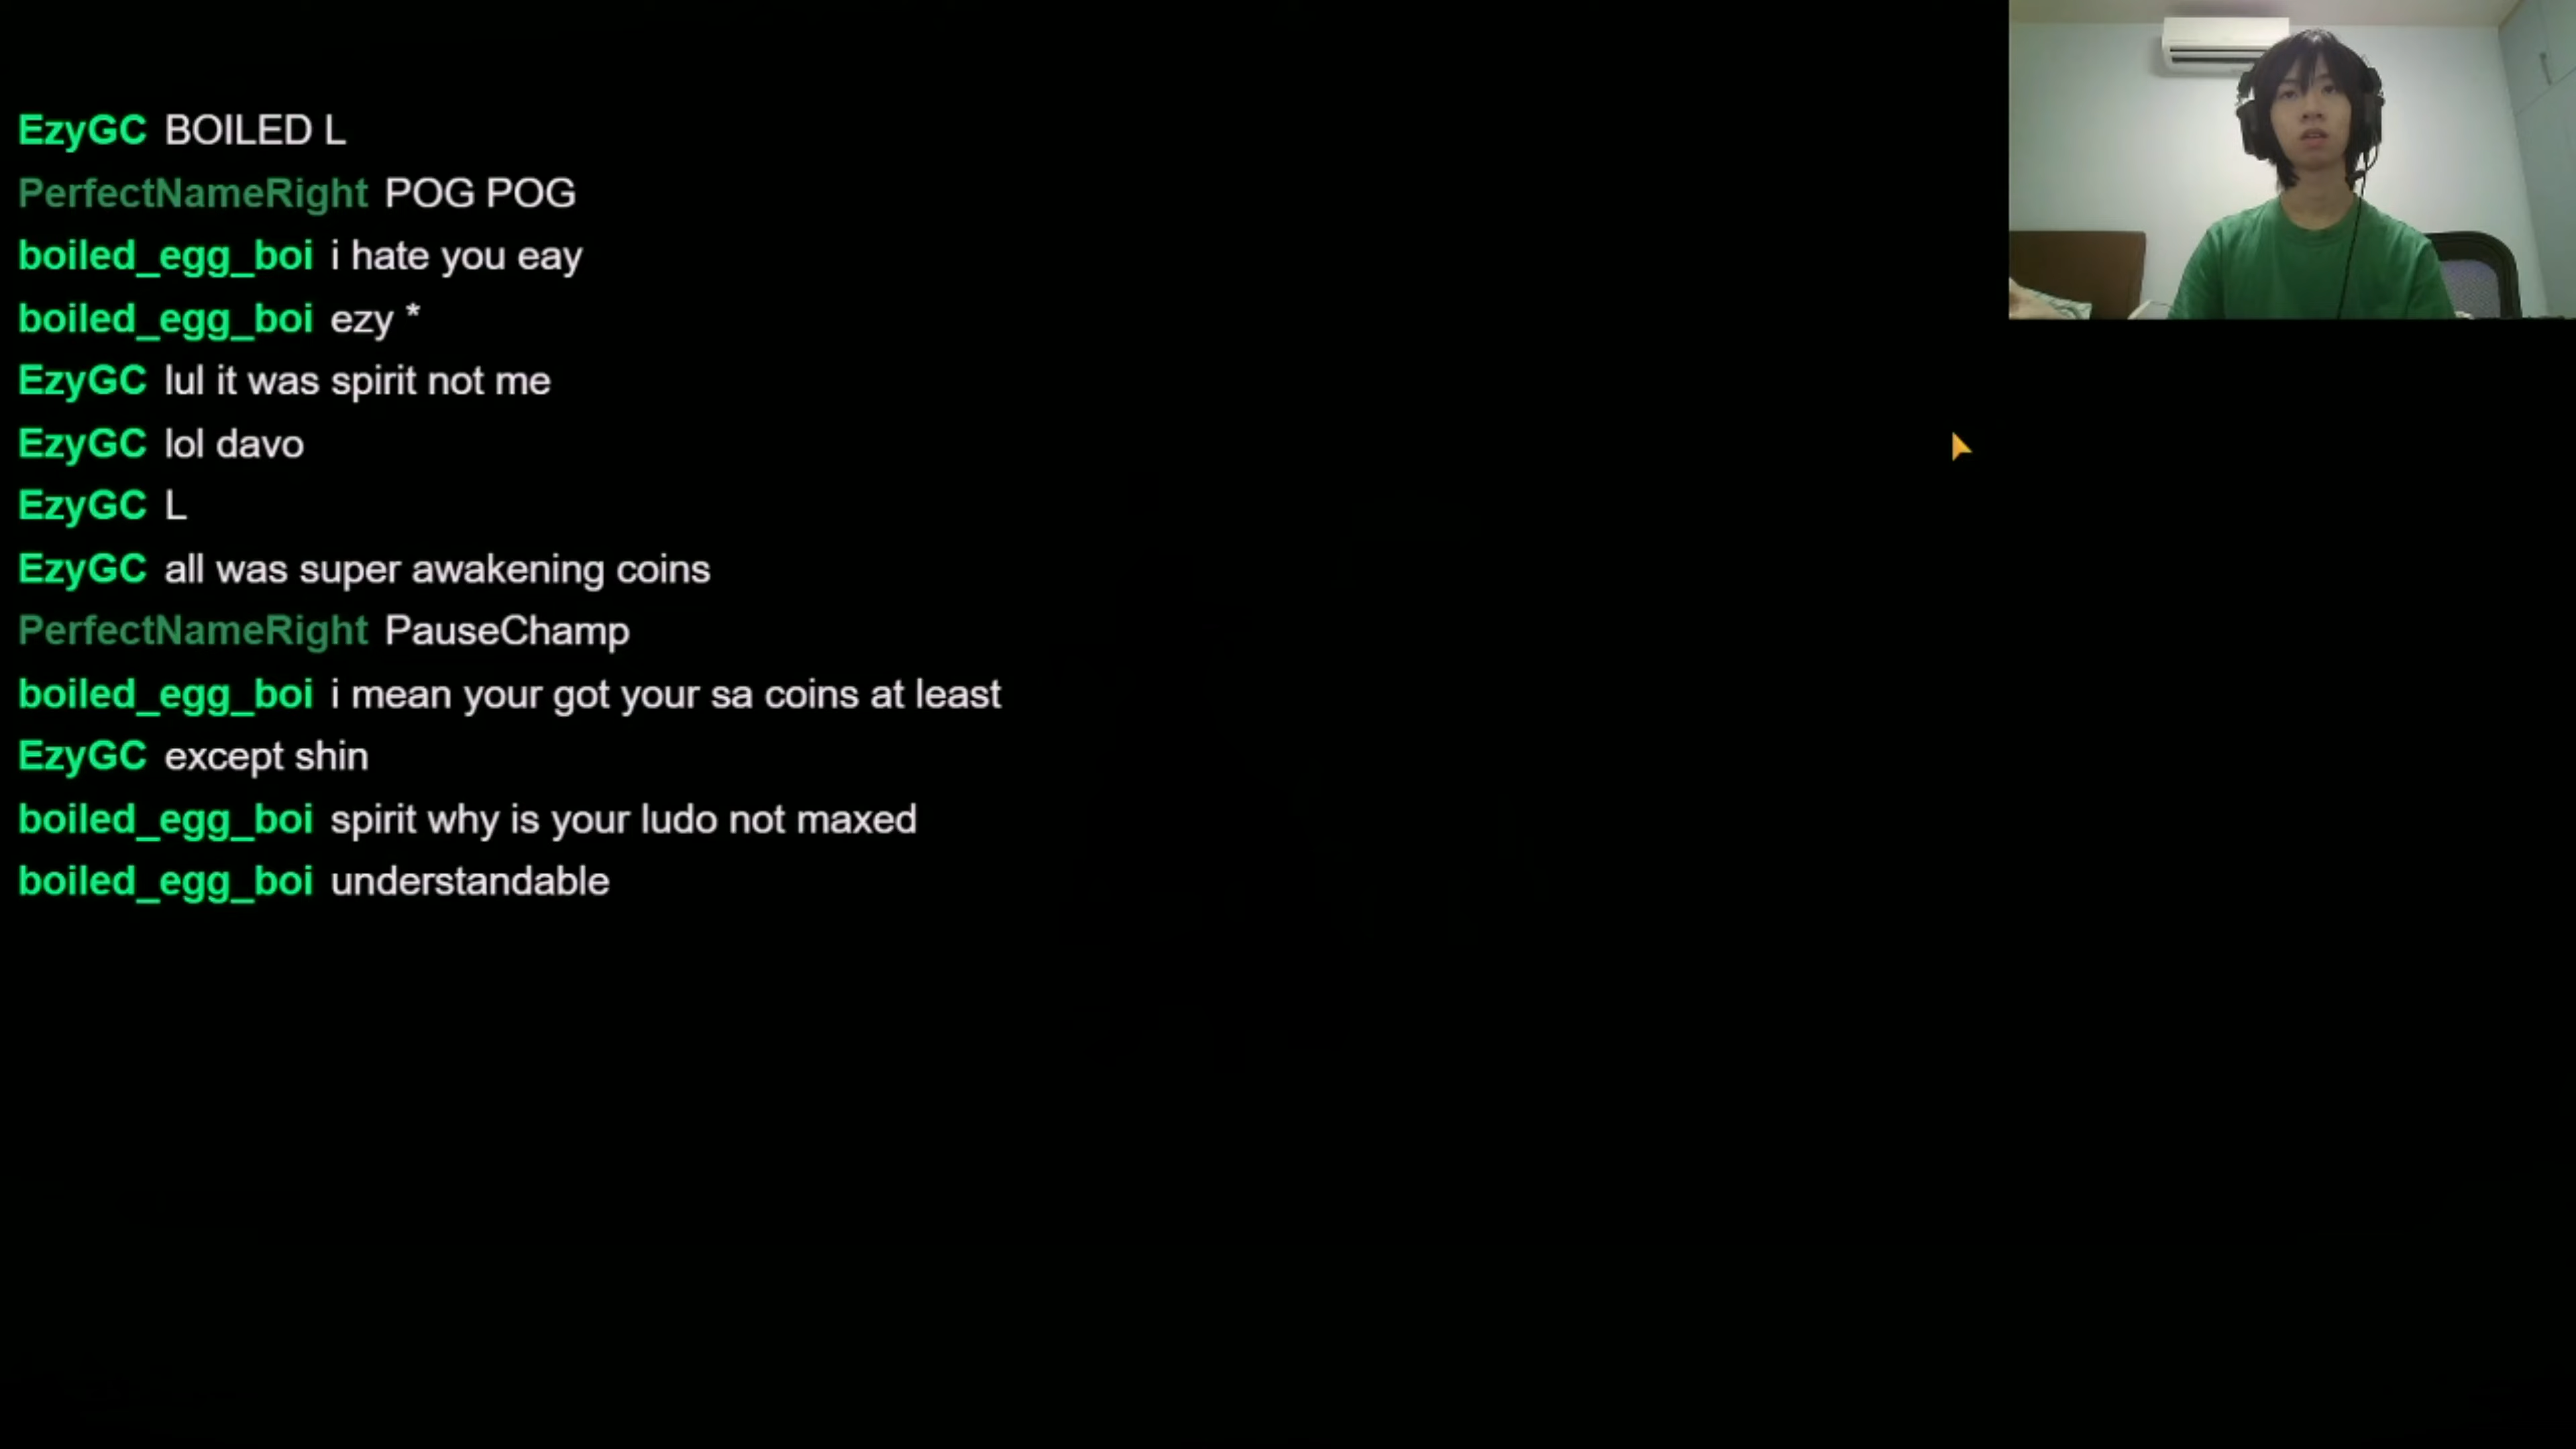 EzyGC BOILED L
PerfectNameRight POG POG
boiled_egg_boi i hate you eay
boiled_egg_boi ezy *
EzyGC lul it was spirit not me
EzyGC lol davo
EzyGC L
EzyGC all was super awakening coins
PerfectNameRight PauseChamp
boiled_egg_boi i mean your got your sa coins at least
EzyGC except shin
boiled_egg_boi spirit why is your ludo not maxed
boiled_egg_boi understandable